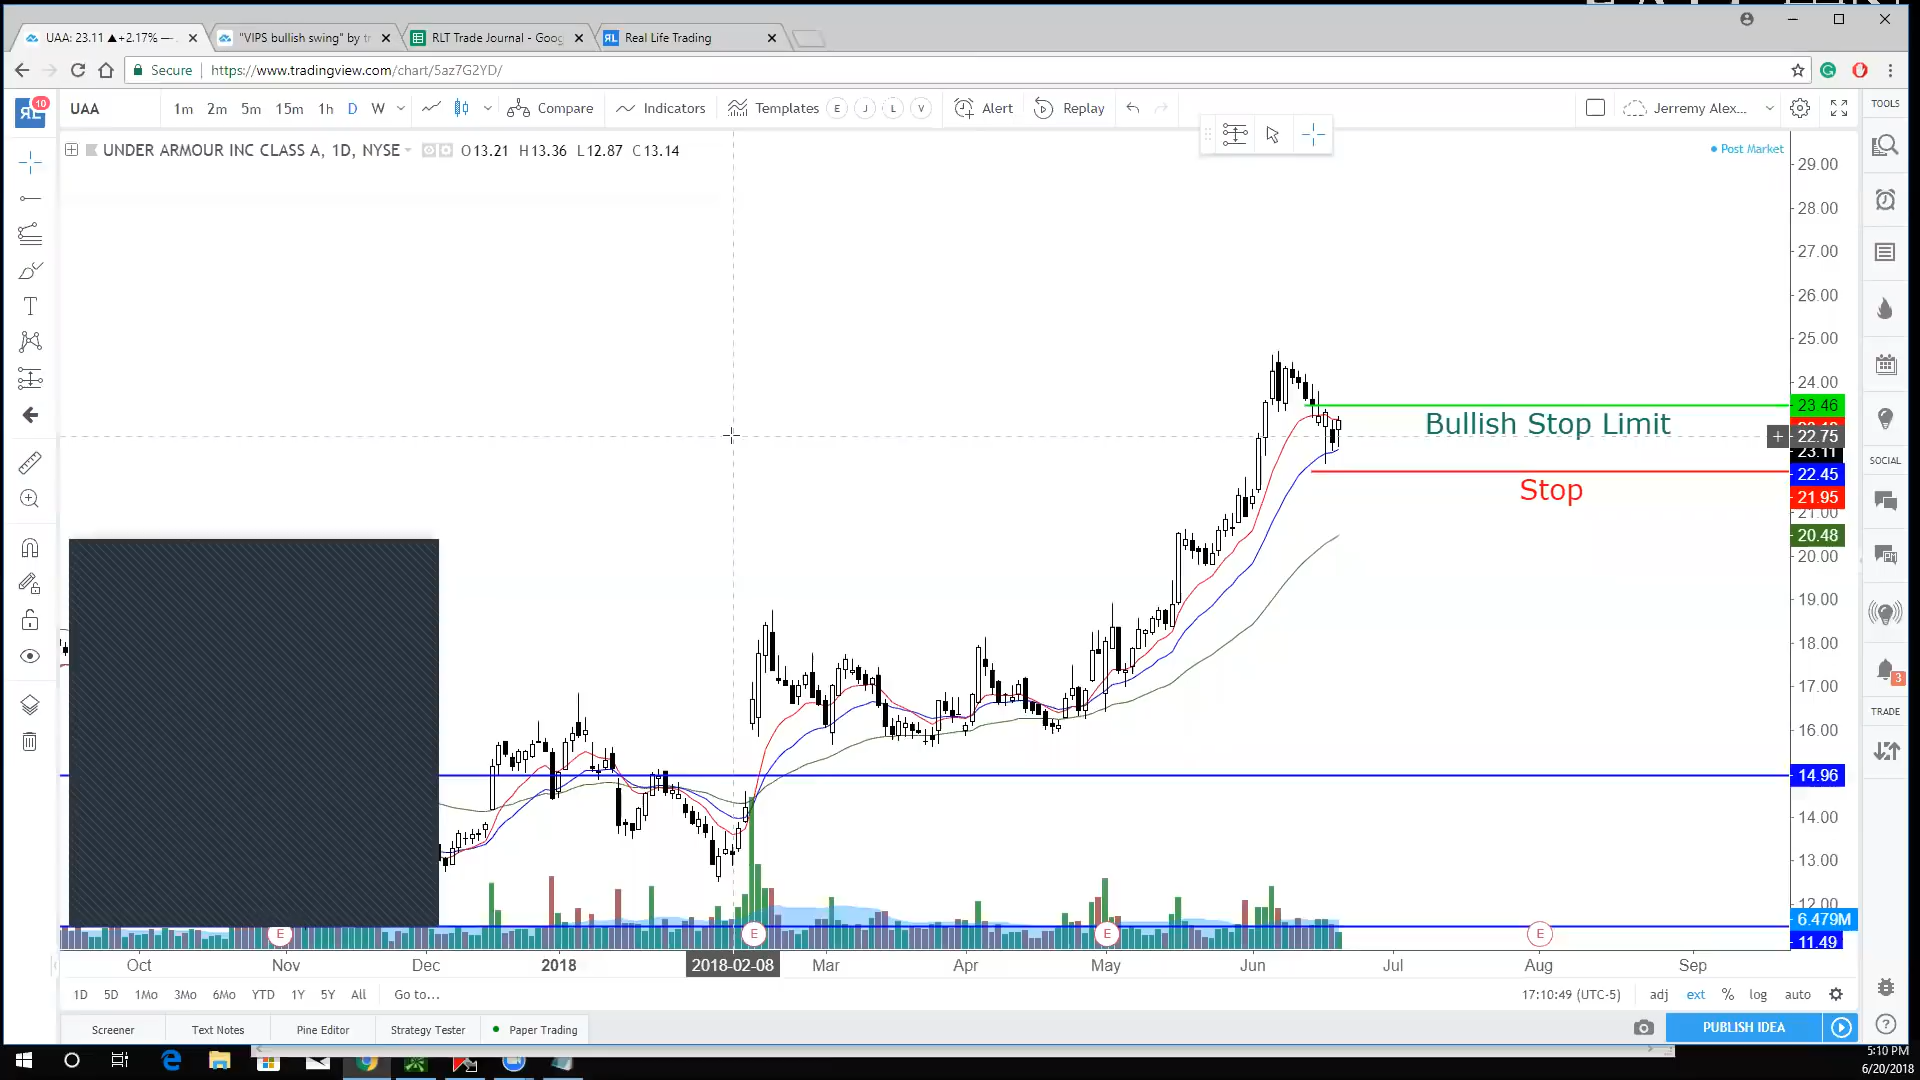 UAA: 23.11 ▲+2.17% —
"VIPS bullish swing" by tr
RLT Trade Journal - Goog
Real Life Trading
Secure | https://www.tradingview.com/chart/5az7G2YD/
10
UAA
1m 2m 5m 15m 1h D W
Compare
Indicators
Templates E J L V
Alert
Replay
Jerremy Alex...
TOOLS
UNDER ARMOUR INC CLASS A, 1D, NYSE O13.21 H13.36 L12.87 C13.14
Post Market
29.00
28.00
27.00
26.00
25.00
24.00
23.46
Bullish Stop Limit
22.75
23.11
22.45
Stop
21.95
21.00
20.48
20.00
19.00
18.00
17.00
16.00
14.96
14.00
13.00
12.00
6.479M
11.49
SOCIAL
3
TRADE
E E E E
Oct Nov Dec 2018 2018-02-08 Mar Apr May Jun Jul Aug Sep
1D 5D 1Mo 3Mo 6Mo YTD 1Y 5Y All Go to...
17:10:49 (UTC-5) adj ext % log auto
Screener Text Notes Pine Editor Strategy Tester Paper Trading
PUBLISH IDEA
5:10 PM
6/20/2018